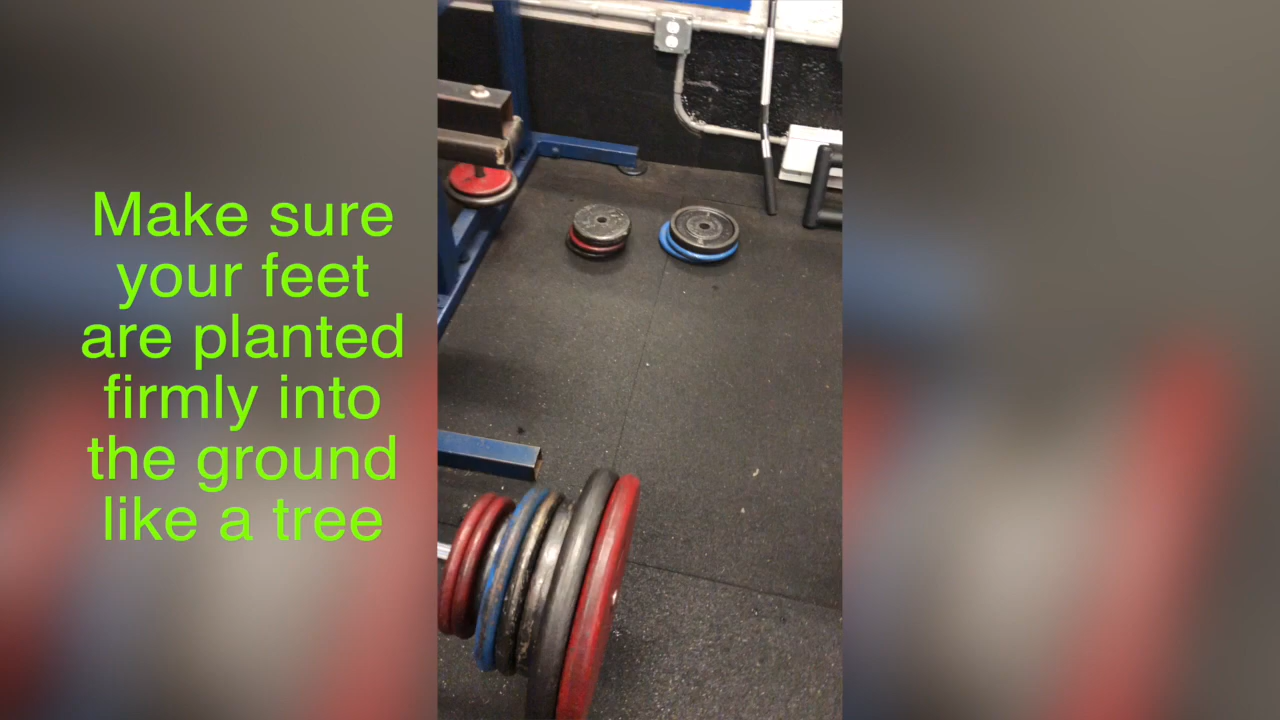 Make sure
your feet
are planted
firmly into
the ground
like a tree